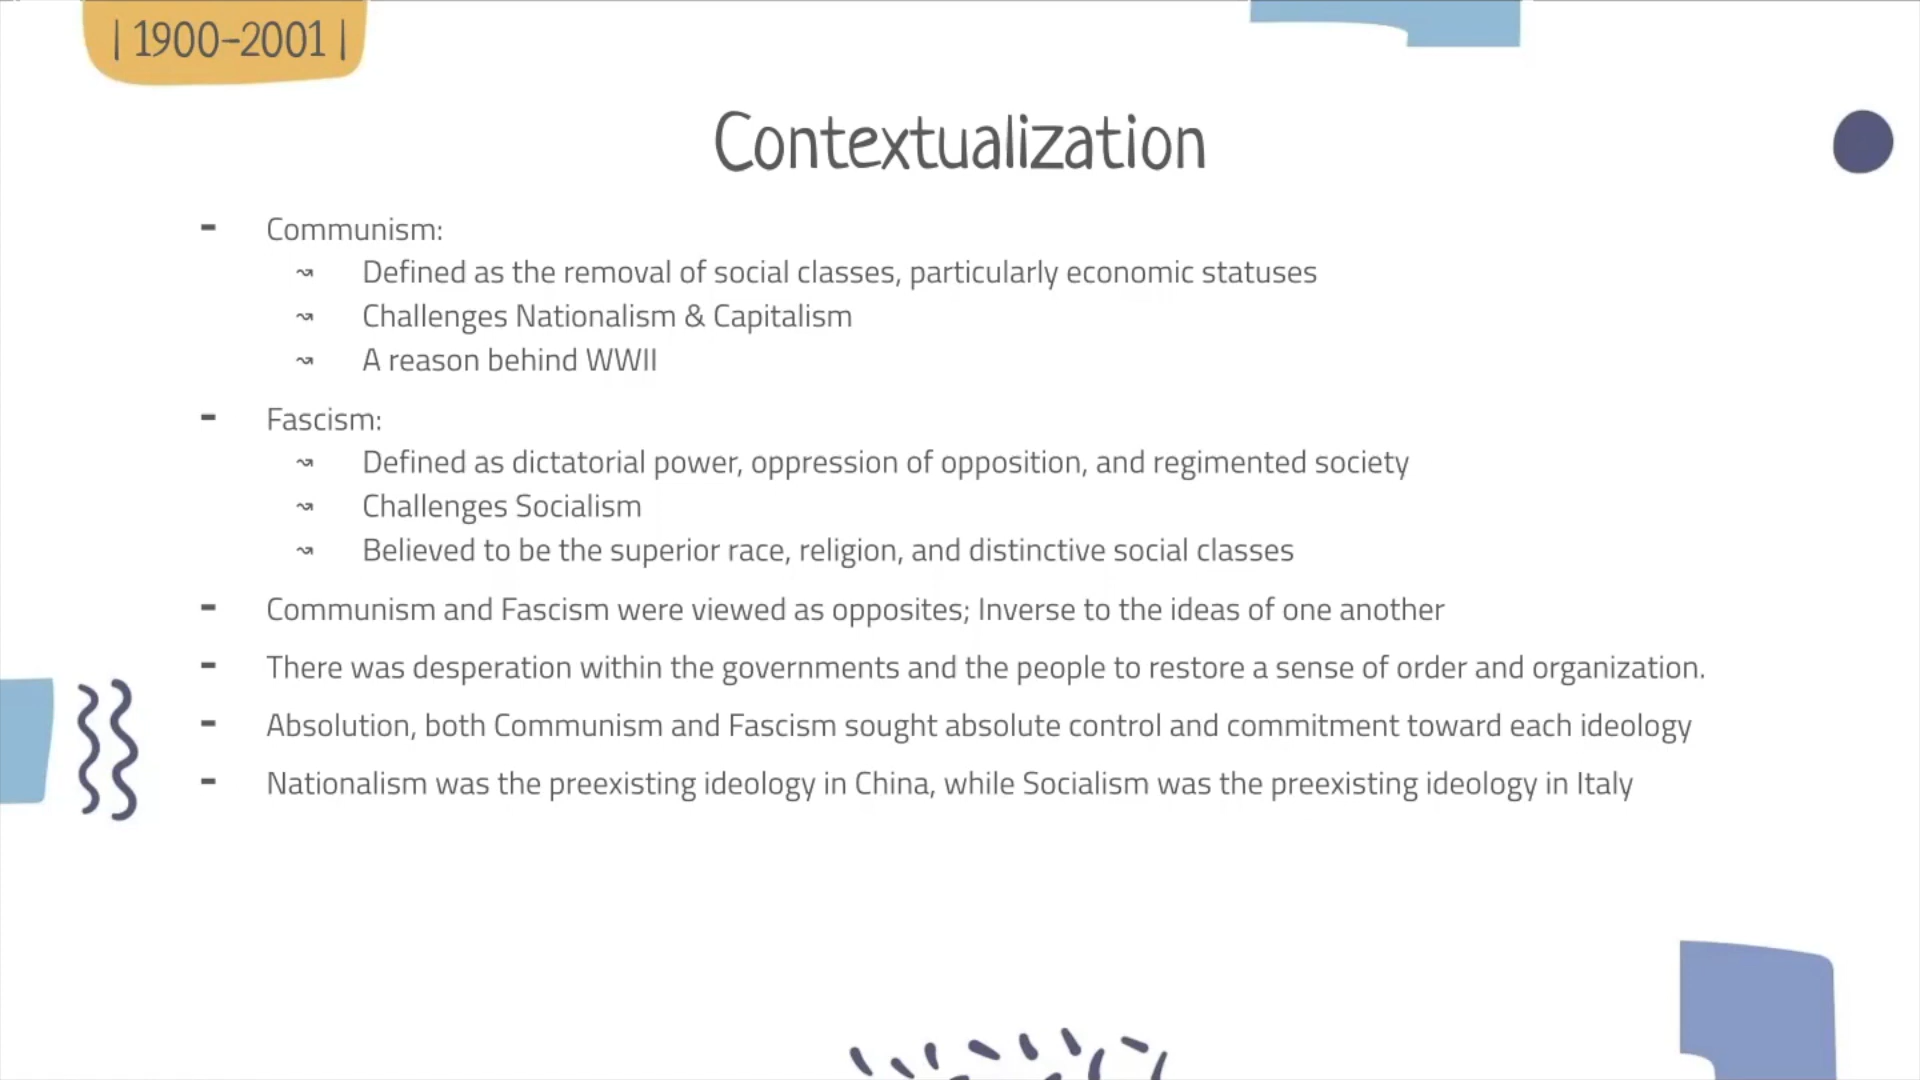 | 1900-2001 |
Contextualization
- Communism:
↝ Defined as the removal of social classes, particularly economic statuses
↝ Challenges Nationalism & Capitalism
↝ A reason behind WWII
- Fascism:
↝ Defined as dictatorial power, oppression of opposition, and regimented society
↝ Challenges Socialism
↝ Believed to be the superior race, religion, and distinctive social classes
- Communism and Fascism were viewed as opposites; Inverse to the ideas of one another
- There was desperation within the governments and the people to restore a sense of order and organization.
- Absolution, both Communism and Fascism sought absolute control and commitment toward each ideology
- Nationalism was the preexisting ideology in China, while Socialism was the preexisting ideology in Italy